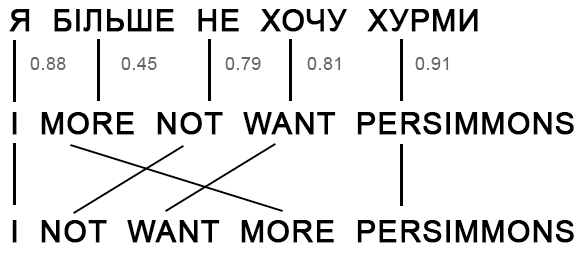 Я БІЛЬШЕ НЕ ХОЧУ ХУРМИ
0.88 0.45 0.79 0.81 0.91
I MORE NOT WANT PERSIMMONS
I NOT WANT MORE PERSIMMONS